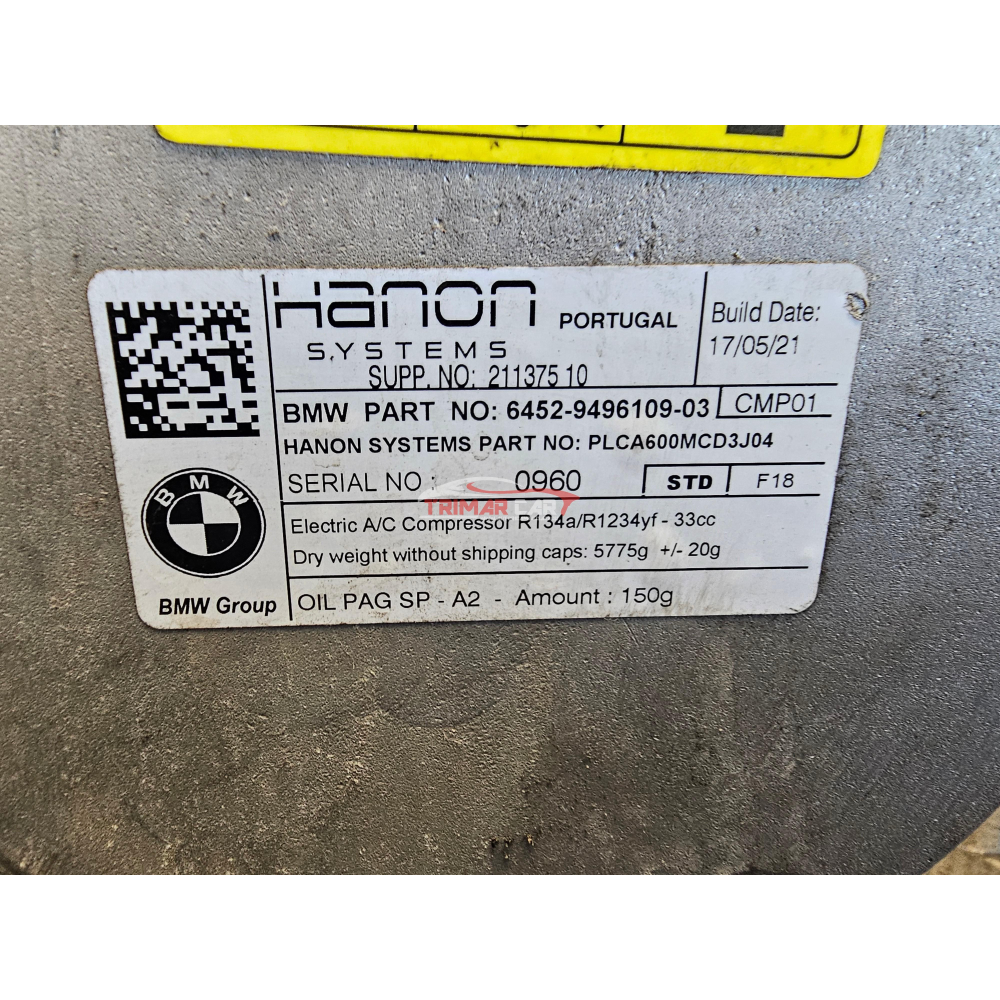 Hanon
SYSTEMS
PORTUGAL
Build Date:
17/05/21
SUPP. NO: 211375 10
BMW PART NO: 6452-9496109-03
CMP01
HANON SYSTEMS PART NO: PLCA600MCD3J04
SERIAL NO : 0960
STD
F18
TRIMAR CAR
Electric A/C Compressor R134a/R1234yf - 33cc
Dry weight without shipping caps: 5775g +/- 20g
BMW
BMW Group
OIL PAG SP - A2 - Amount : 150g